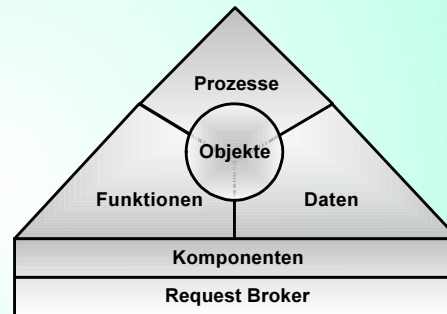 Prozesse
Objekte
Funktionen Daten
Komponenten
Request Broker